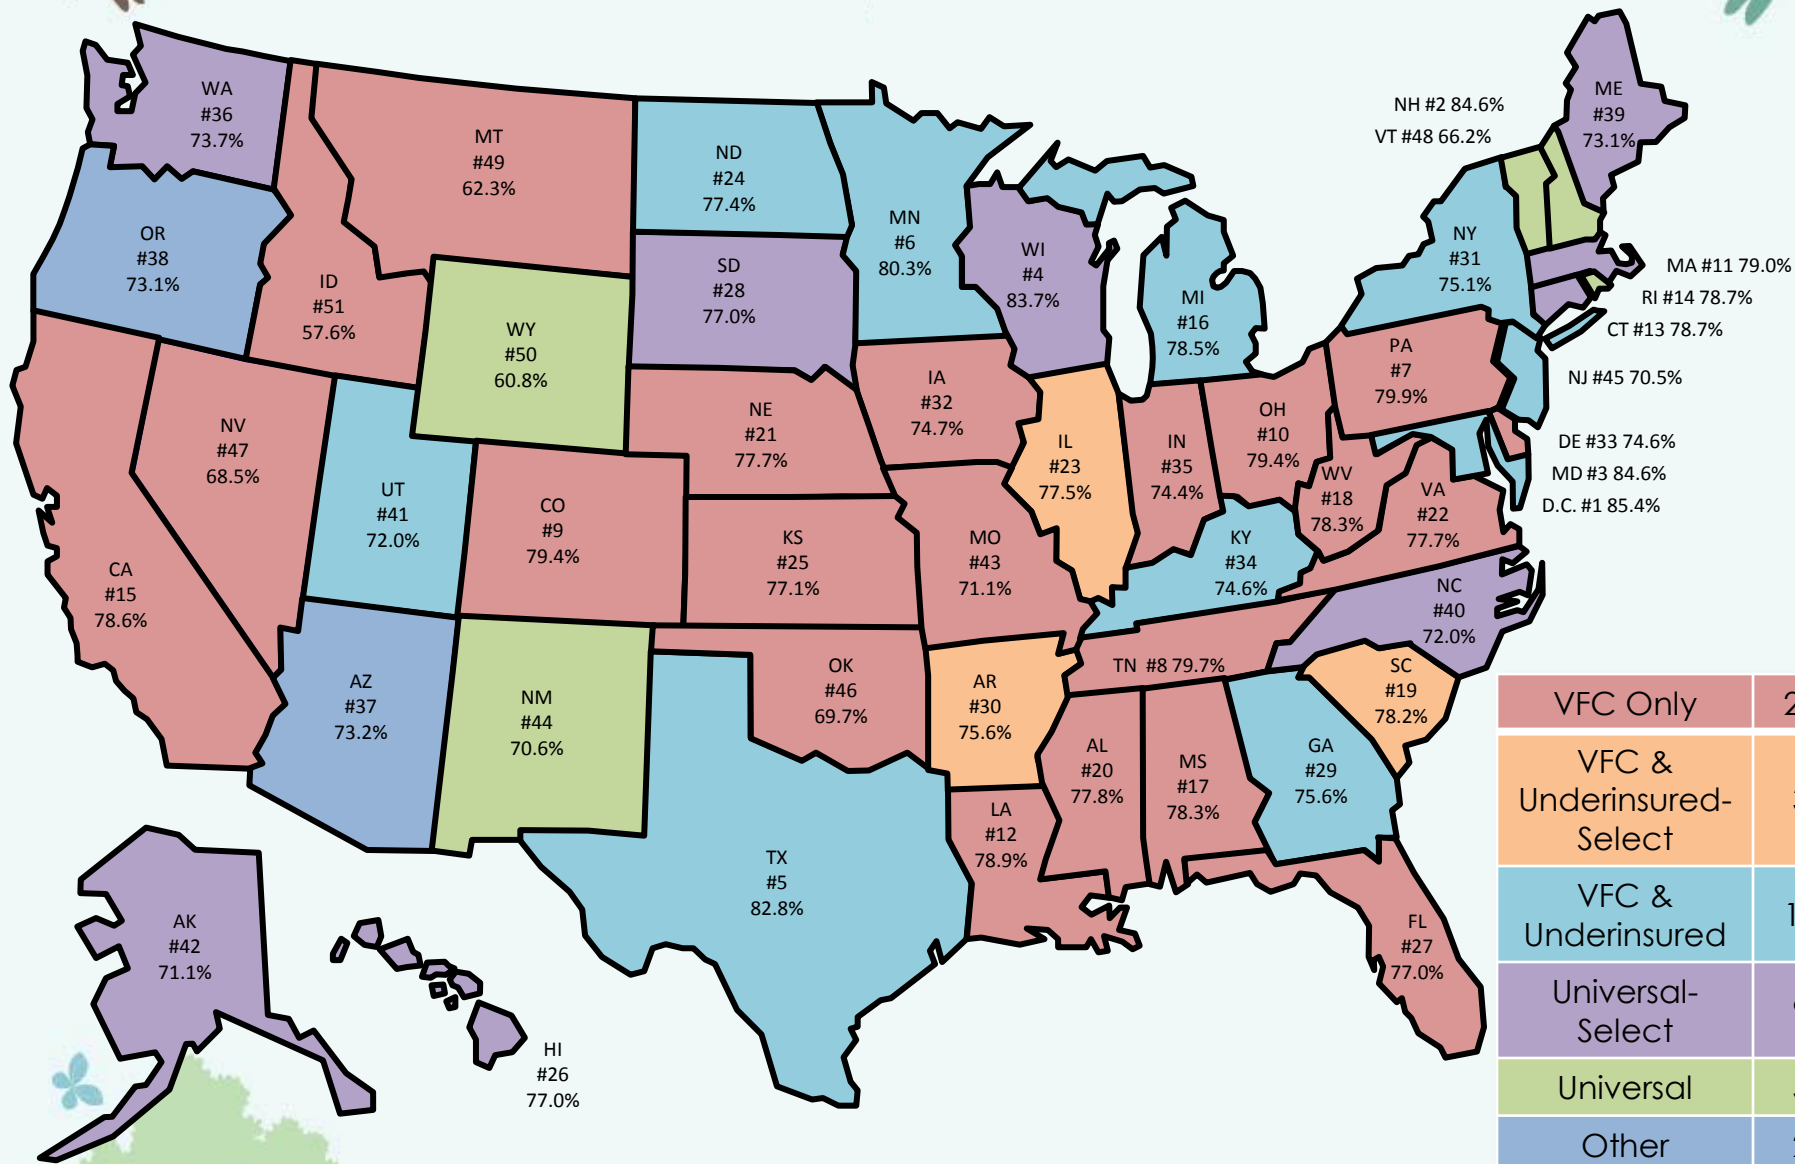 WA
#36
73.7%
MT
#49
62.3%
ND
#24
77.4%
MN
#6
80.3%
NH #2 84.6%
VT #48 66.2%
ME
#39
73.1%
OR
#38
73.1%
ID
#51
57.6%
WY
#50
60.8%
SD
#28
77.0%
WI
#4
83.7%
MI
#16
78.5%
NY
#31
75.1%
MA #11 79.0%
RI #14 78.7%
CT #13 78.7%
NJ #45 70.5%
DE #33 74.6%
MD #3 84.6%
D.C. #1 85.4%
PA
#7
79.9%
NV
#47
68.5%
UT
#41
72.0%
CO
#9
79.4%
NE
#21
77.7%
IA
#32
74.7%
IL
#23
77.5%
IN
#35
74.4%
OH
#10
79.4%
WV
#18
78.3%
VA
#22
77.7%
CA
#15
78.6%
KS
#25
77.1%
MO
#43
71.1%
KY
#34
74.6%
NC
#40
72.0%
AZ
#37
73.2%
NM
#44
70.6%
OK
#46
69.7%
AR
#30
75.6%
TN #8 79.7%
SC
#19
78.2%
TX
#5
82.8%
LA
#12
78.9%
AL
#20
77.8%
MS
#17
78.3%
GA
#29
75.6%
FL
#27
77.0%
AK
#42
71.1%
HI
#26
77.0%
VFC Only
VFC &
Underinsured-
Select
VFC &
Underinsured
Universal-
Select
Universal
Other